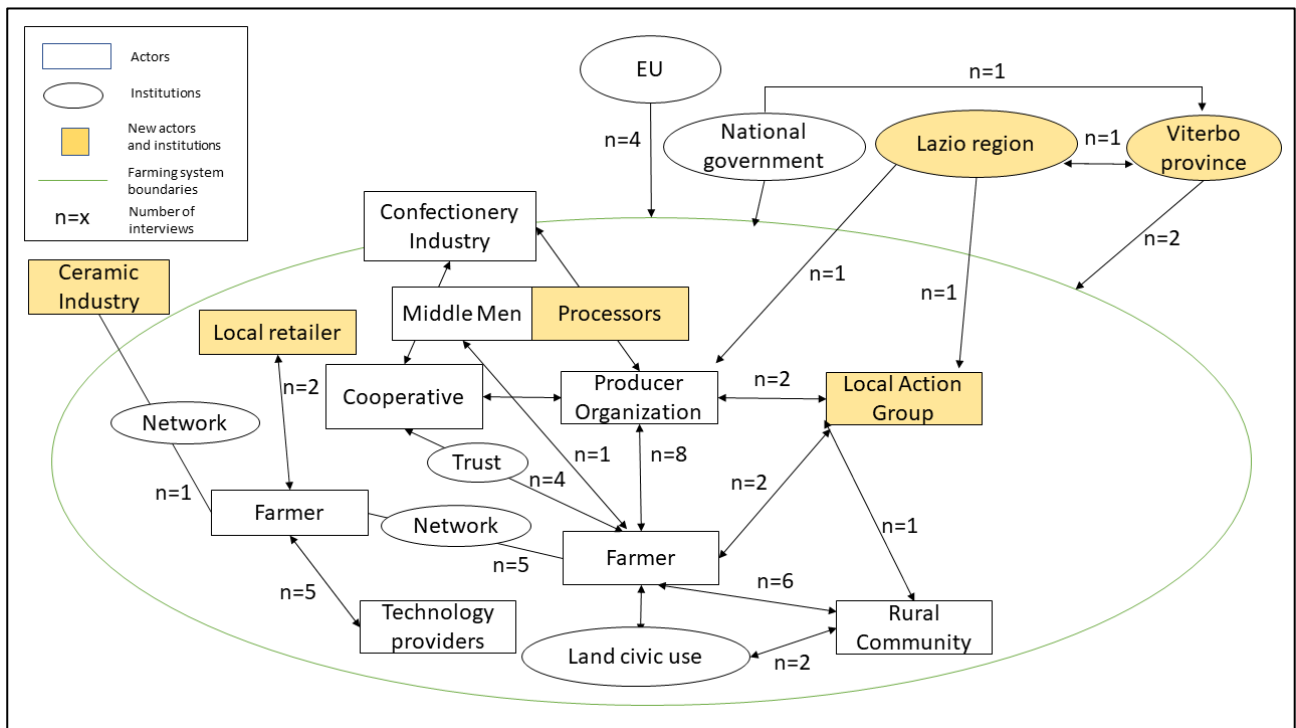 Actors
Institutions
New actors
and institutions
Farming system
boundaries
n=x
Number of
interviews
EU
n=4
National
government
n=1
Lazio region
n=1
Viterbo
province
n=2
n=1
n=1
Confectionery
Industry
Ceramic
Industry
Middle Men
Processors
Local retailer
n=2
Cooperative
Producer
Organization
n=2
Local Action
Group
Network
n=1
Trust
n=4
n=1
n=8
n=2
n=1
Farmer
Network
n=5
Farmer
n=6
n=5
Technology
providers
Land civic use
n=2
Rural
Community